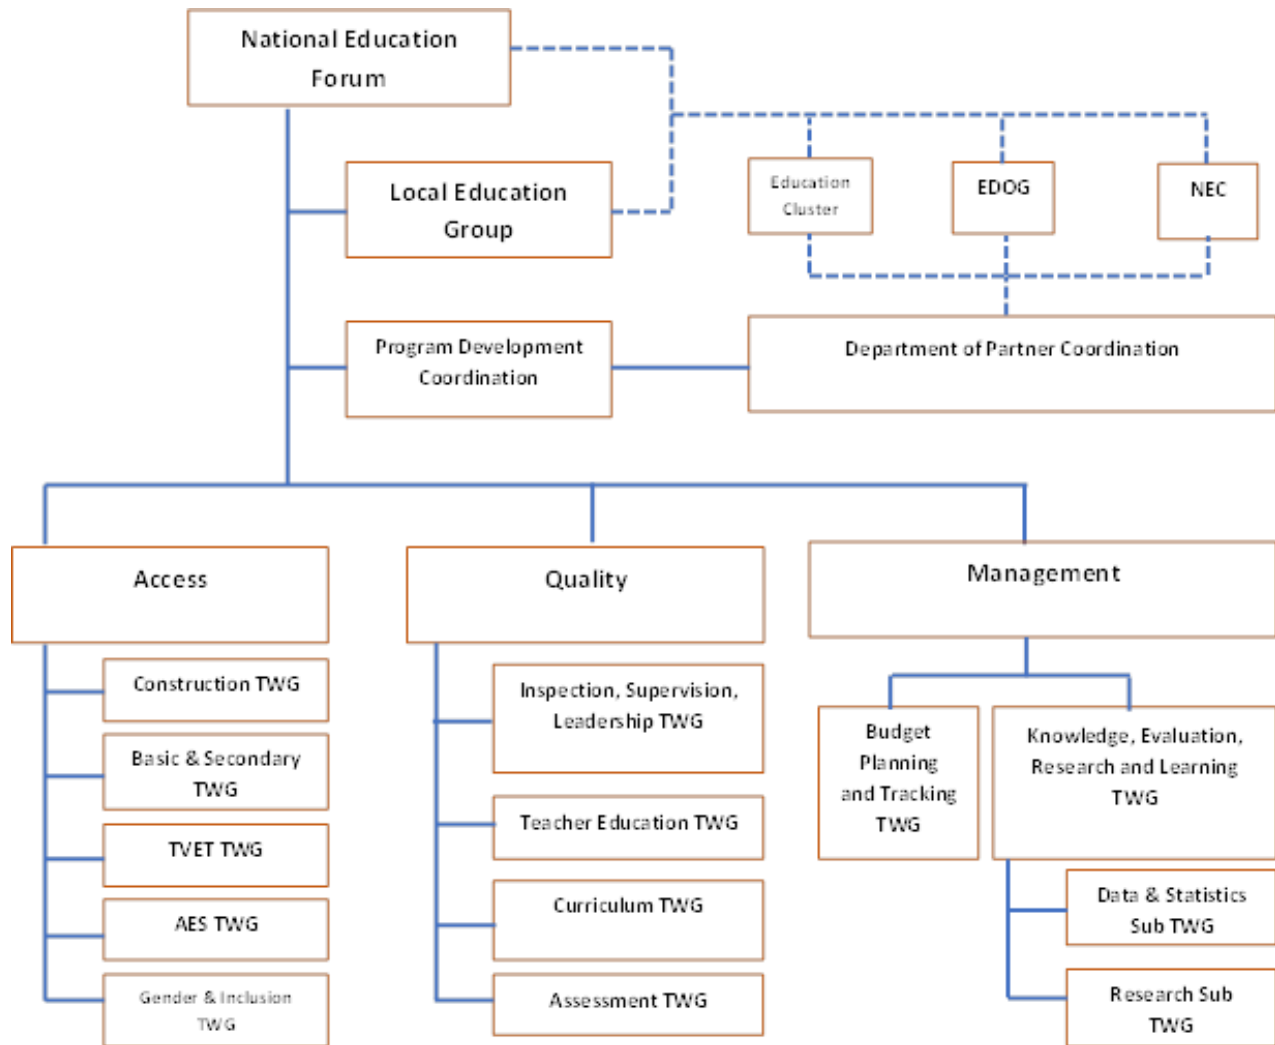 National Education
Forum
Local Education
Group
Education
Cluster
EDOG
NEC
Program Development
Coordination
Department of Partner Coordination
Access
Quality
Management
Construction TWG
Basic & Secondary
TWG
TVET TWG
AES TWG
Gender & Inclusion
TWG
Inspection, Supervision,
Leadership TWG
Teacher Education TWG
Curriculum TWG
Assessment TWG
Budget
Planning
and Tracking
TWG
Knowledge, Evaluation,
Research and Learning
TWG
Data & Statistics
Sub TWG
Research Sub
TWG